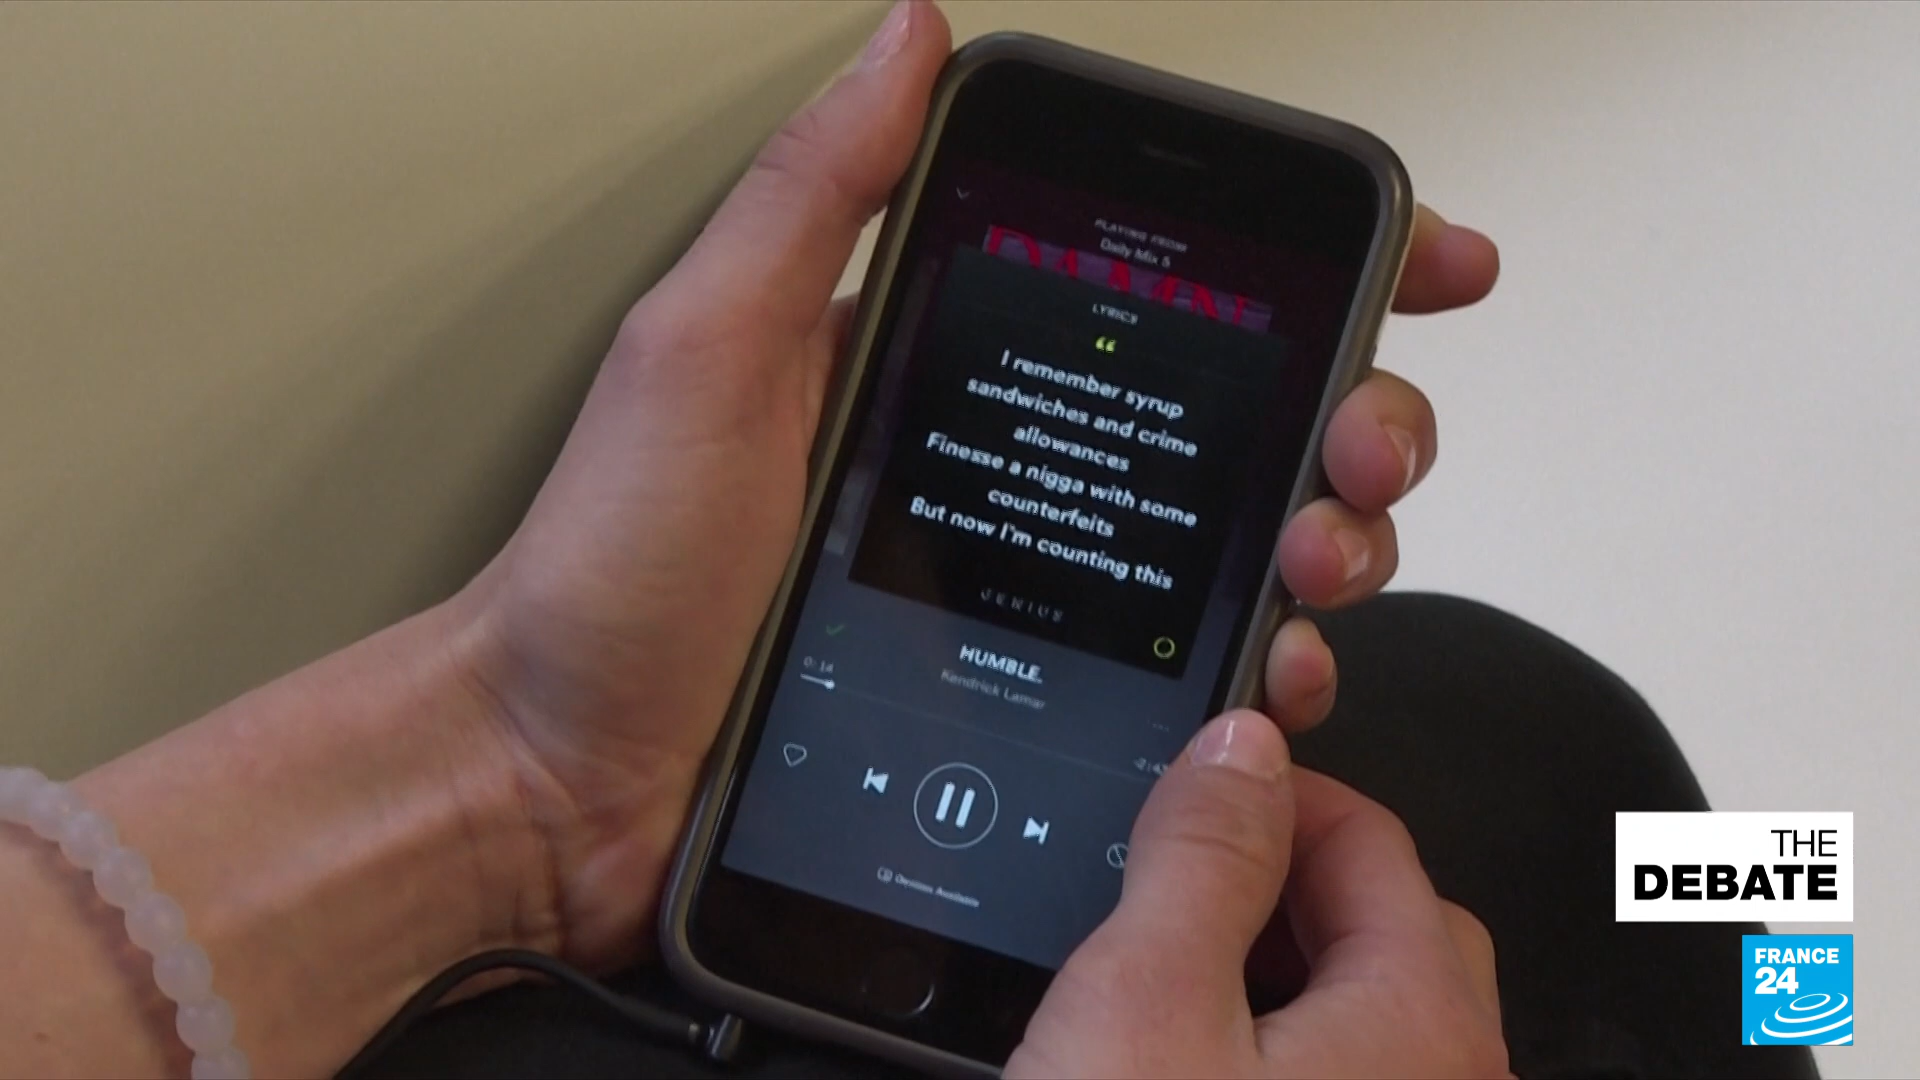 PLAYING FROM
Daily Mix 5
DAMN.
LYRICS
“
I remember syrup
sandwiches and crime
allowances
Finesse a nigga with some
counterfeits
But now I'm counting this
GENIUS
HUMBLE.
Kendrick Lamar
0:14
Devices Available
THE
DEBATE
FRANCE
24